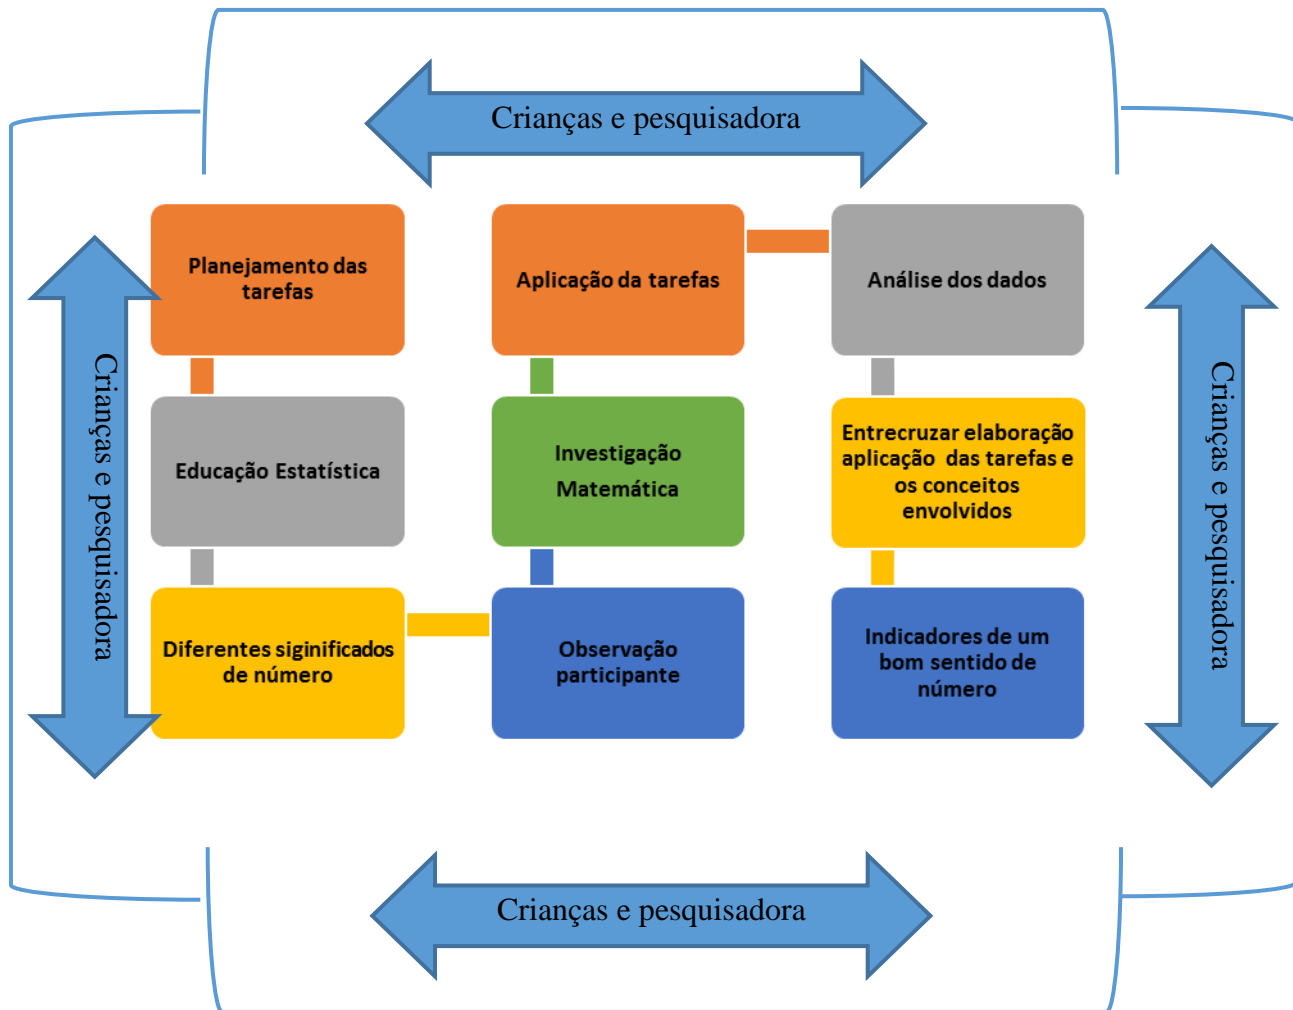 Crianças e pesquisadora
Planejamento das
tarefas
Aplicação da tarefas
Análise dos dados
Crianças e pesquisadora
Crianças e pesquisadora
Educação Estatística
Investigação
Matemática
Entrecruzar elaboração
aplicação das tarefas e
os conceitos
envolvidos
Diferentes siginificados
de número
Observação
participante
Indicadores de um
bom sentido de
número
Crianças e pesquisadora